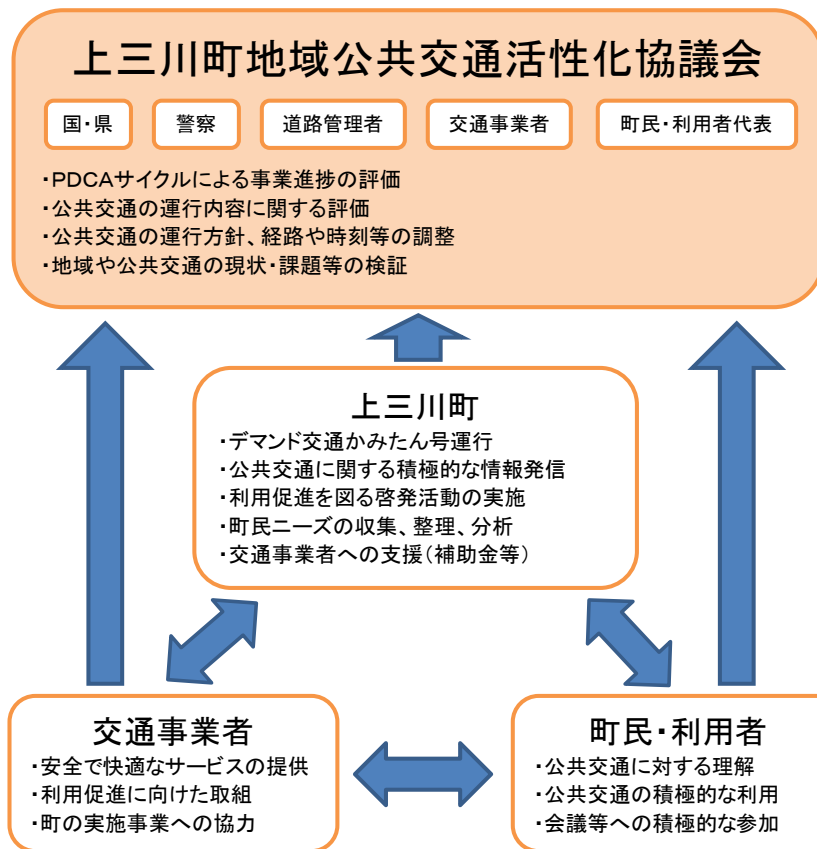 上三川町地域公共交通活性化協議会
国・県
警察
道路管理者
交通事業者
町民・利用者代表
・PDCAサイクルによる事業進捗の評価
・公共交通の運行内容に関する評価
・公共交通の運行方針、経路や時刻等の調整
・地域や公共交通の現状・課題等の検証
上三川町
・デマンド交通かみたん号運行
・公共交通に関する積極的な情報発信
・利用促進を図る啓発活動の実施
・町民ニーズの収集、整理、分析
・交通事業者への支援(補助金等)
交通事業者
・安全で快適なサービスの提供
・利用促進に向けた取組
・町の実施事業への協力
町民・利用者
・公共交通に対する理解
・公共交通の積極的な利用
・会議等への積極的な参加